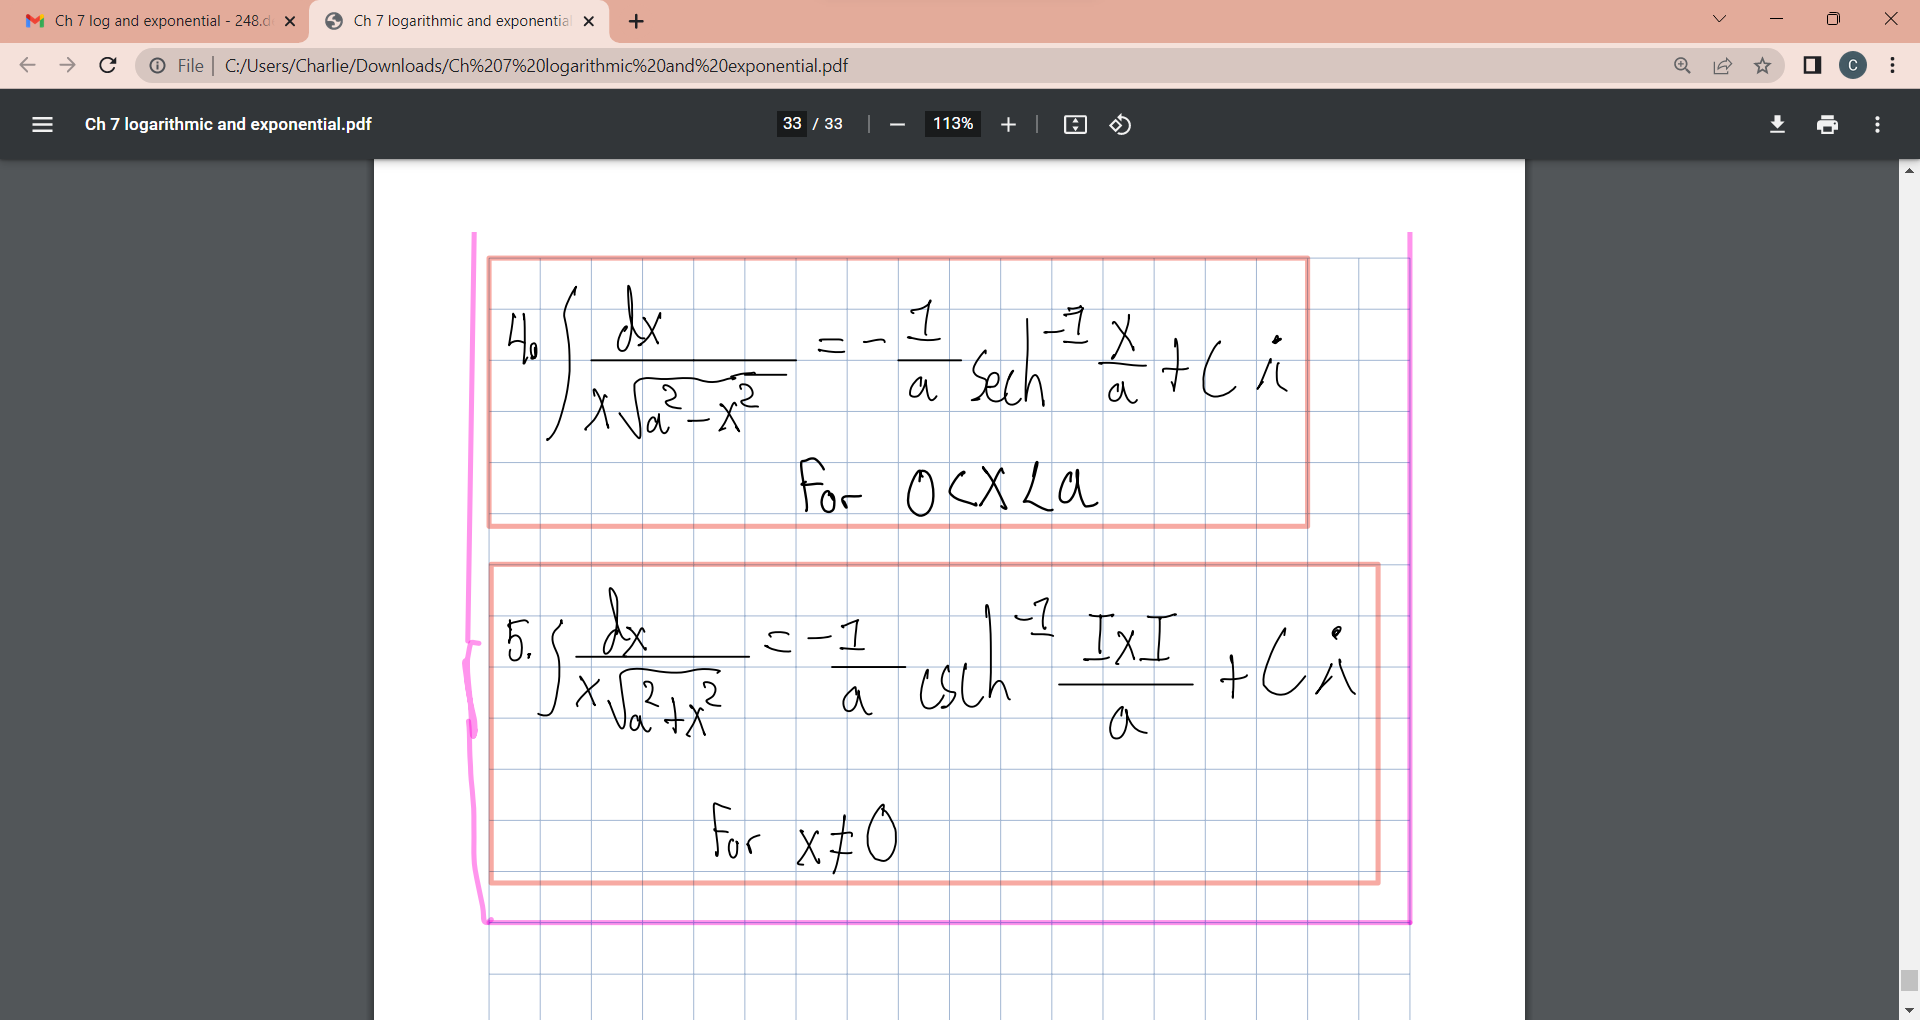 Ch 7 log and exponential - 248.d
Ch 7 logarithmic and exponential
File | C:/Users/Charlie/Downloads/Ch%207%20logarithmic%20and%20exponential.pdf
C
Ch 7 logarithmic and exponential.pdf
33 / 33
113%
4. ∫ dx / x√(a² - x²) = - 1/a sech⁻¹ x/a + C ;
For 0 < x < a
5. ∫ dx / x√(a² + x²) = - 1/a csch⁻¹ |x|/a + C ;
For x ≠ 0